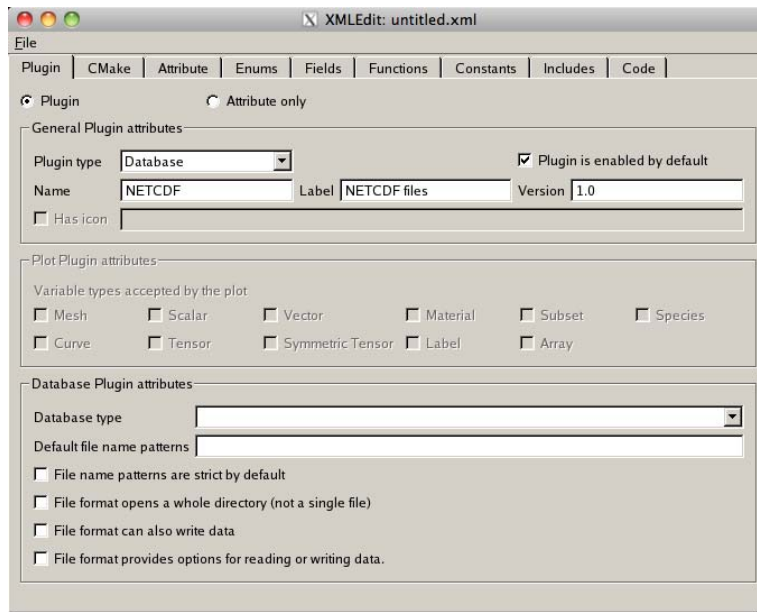 XMLEdit: untitled.xml
File
Plugin CMake Attribute Enums Fields Functions Constants Includes Code
Plugin Attribute only
General Plugin attributes
Plugin type Database Plugin is enabled by default
Name NETCDF Label NETCDF files Version 1.0
Has icon
Plot Plugin attributes
Variable types accepted by the plot
Mesh Scalar Vector Material Subset Species
Curve Tensor Symmetric Tensor Label Array
Database Plugin attributes
Database type
Default file name patterns
File name patterns are strict by default
File format opens a whole directory (not a single file)
File format can also write data
File format provides options for reading or writing data.